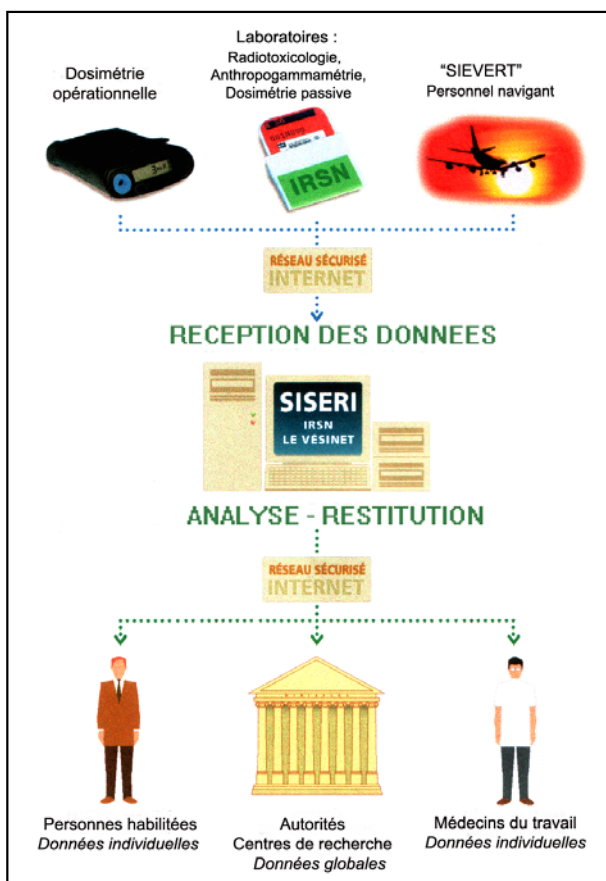 Dosimétrie
opérationnelle
Laboratoires :
Radiotoxicologie,
Anthropogammamétrie,
Dosimétrie passive
“SIEVERT”
Personnel navigant
IRSN
RÉSEAU SÉCURISÉ
INTERNET
RECEPTION DES DONNEES
SISERI
IRSN
LE VÉSINET
ANALYSE - RESTITUTION
RÉSEAU SÉCURISÉ
INTERNET
Personnes habilitées
Données individuelles
Autorités
Centres de recherche
Données globales
Médecins du travail
Données individuelles